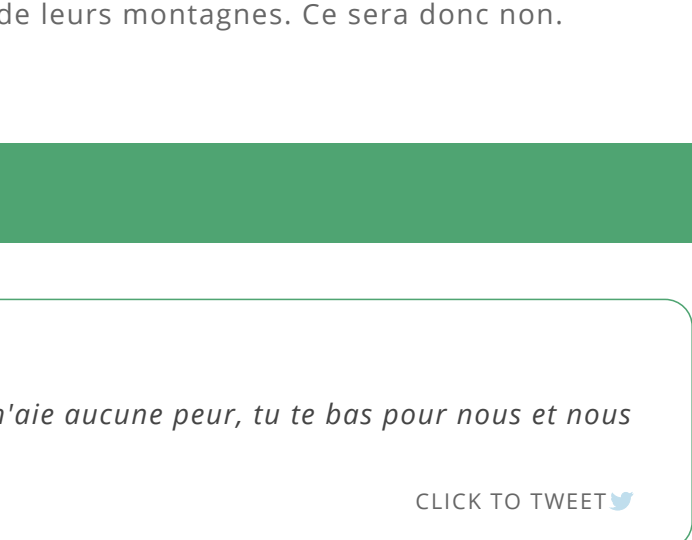 de leurs montagnes. Ce sera donc non.
n'aie aucune peur, tu te bas pour nous et nous
CLICK TO TWEET